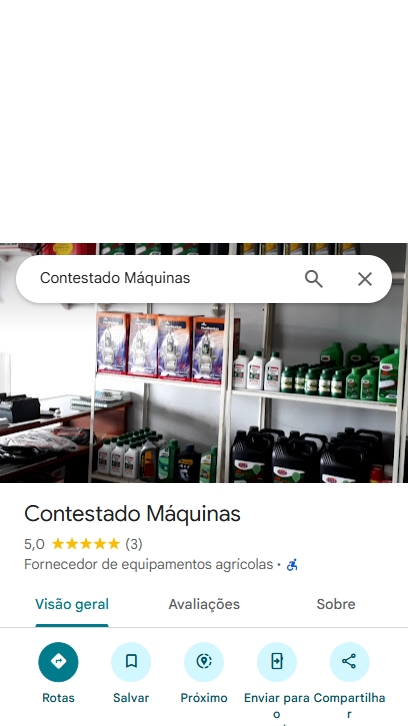 Contestado Máquinas
Contestado Máquinas
5,0 (3)
Fornecedor de equipamentos agrícolas ·
Visão geral
Avaliações
Sobre
Rotas
Salvar
Próximo
Enviar para o
Compartilhar